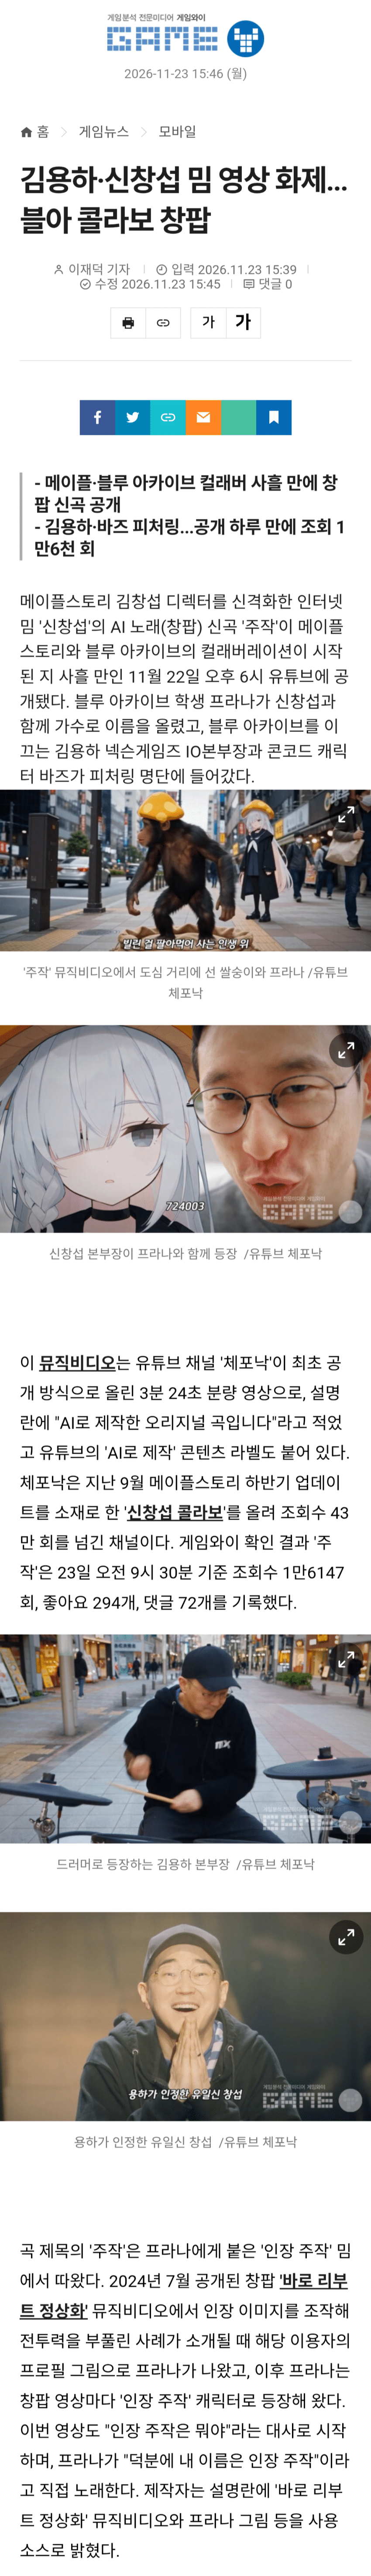 게임분석 전문미디어 게임와이
GAME
2026-11-23 15:46 (월)
홈 게임뉴스 모바일
김용하·신창섭 밈 영상 화제...
블아 콜라보 창팝
이재덕 기자 입력 2026.11.23 15:39
수정 2026.11.23 15:45 댓글 0
가 가
- 메이플·블루 아카이브 컬래버 사흘 만에 창
팝 신곡 공개
- 김용하·바즈 피처링...공개 하루 만에 조회 1
만6천 회
메이플스토리 김창섭 디렉터를 신격화한 인터넷
밈 '신창섭'의 AI 노래(창팝) 신곡 '주작'이 메이플
스토리와 블루 아카이브의 컬래버레이션이 시작
된 지 사흘 만인 11월 22일 오후 6시 유튜브에 공
개됐다. 블루 아카이브 학생 프라나가 신창섭과
함께 가수로 이름을 올렸고, 블루 아카이브를 이
끄는 김용하 넥슨게임즈 IO본부장과 콘코드 캐릭
터 바즈가 피처링 명단에 들어갔다.
빌린 걸 팔아먹어 사는 인생 위
'주작' 뮤직비디오에서 도심 거리에 선 쌀숭이와 프라나 /유튜브
체포낙
724003
게임분석 전문미디어 게임와이
GAME
신창섭 본부장이 프라나와 함께 등장 /유튜브 체포낙
이 뮤직비디오는 유튜브 채널 '체포낙'이 최초 공
개 방식으로 올린 3분 24초 분량 영상으로, 설명
란에 "AI로 제작한 오리지널 곡입니다"라고 적었
고 유튜브의 'AI로 제작' 콘텐츠 라벨도 붙어 있다.
체포낙은 지난 9월 메이플스토리 하반기 업데이
트를 소재로 한 '신창섭 콜라보'를 올려 조회수 43
만 회를 넘긴 채널이다. 게임와이 확인 결과 '주
작'은 23일 오전 9시 30분 기준 조회수 1만6147
회, 좋아요 294개, 댓글 72개를 기록했다.
GAME
드러머로 등장하는 김용하 본부장 /유튜브 체포낙
용하가 인정한 유일신 창섭
게임분석 전문미디어 게임와이
GAME
용하가 인정한 유일신 창섭 /유튜브 체포낙
곡 제목의 '주작'은 프라나에게 붙은 '인장 주작' 밈
에서 따왔다. 2024년 7월 공개된 창팝 '바로 리부
트 정상화' 뮤직비디오에서 인장 이미지를 조작해
전투력을 부풀린 사례가 소개될 때 해당 이용자의
프로필 그림으로 프라나가 나왔고, 이후 프라나는
창팝 영상마다 '인장 주작' 캐릭터로 등장해 왔다.
이번 영상도 "인장 주작은 뭐야"라는 대사로 시작
하며, 프라나가 "덕분에 내 이름은 인장 주작"이라
고 직접 노래한다. 제작자는 설명란에 '바로 리부
트 정상화' 뮤직비디오와 프라나 그림 등을 사용
소스로 밝혔다.